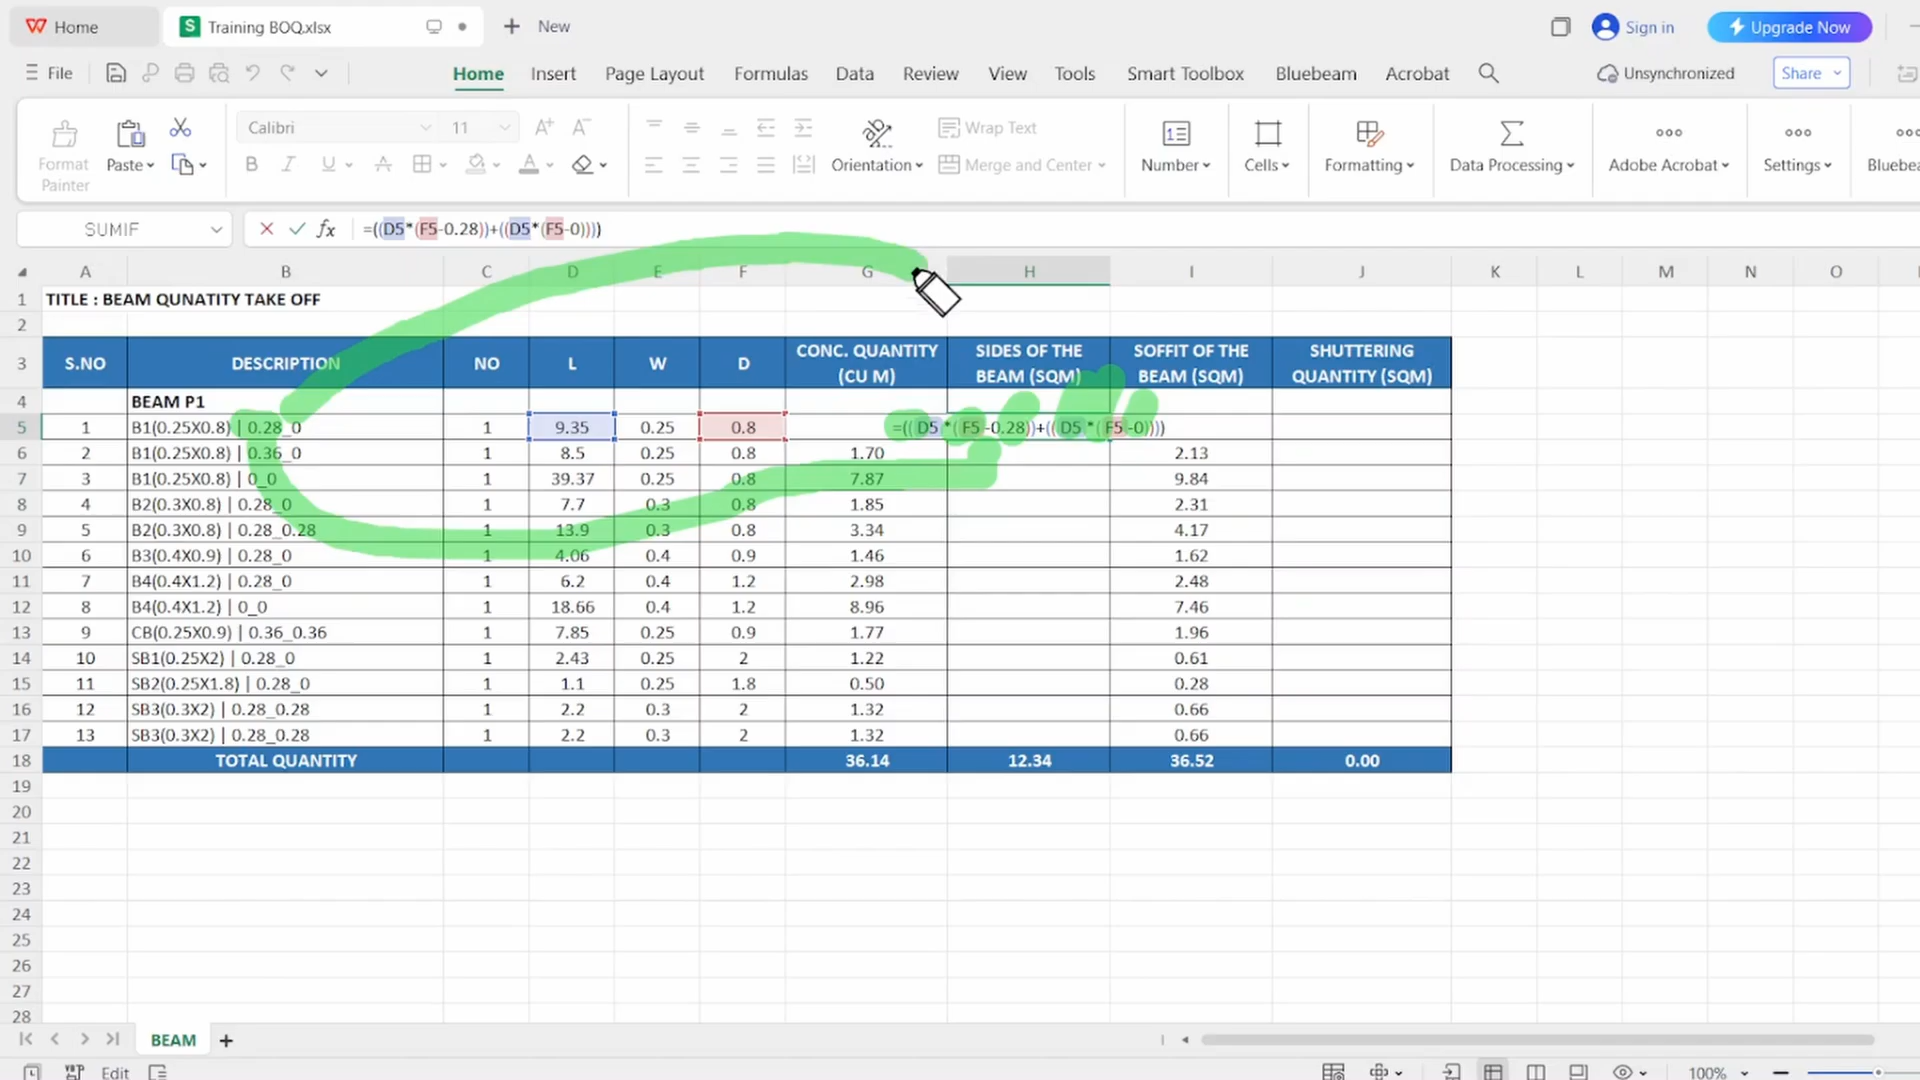 Home
Training BOQ.xlsx
New
Sign in
Upgrade Now
File
Home Insert Page Layout Formulas Data Review View Tools Smart Toolbox Bluebeam Acrobat
Unsynchronized
Share
Format Painter
Paste
Calibri 11
Orientation
Wrap Text
Merge and Center
Number
Cells
Formatting
Data Processing
Adobe Acrobat
Settings
SUMIF
fx
=((D5*(F5-0.28))+((D5*(F5-0))))
A B C D E F G H I J K L M N O
1 TITLE : BEAM QUNATITY TAKE OFF
2
3 S.NO DESCRIPTION NO L W D CONC. QUANTITY (CU M) SIDES OF THE BEAM (SQM) SOFFIT OF THE BEAM (SQM) SHUTTERING QUANTITY (SQM)
4 BEAM P1
5 1 B1(0.25X0.8) | 0.28_0 1 9.35 0.25 0.8 =((D5*(F5-0.28))+((D5*(F5-0))))
6 2 B1(0.25X0.8) | 0.36_0 1 8.5 0.25 0.8 1.70 2.13
7 3 B1(0.25X0.8) | 0_0 1 39.37 0.25 0.8 7.87 9.84
8 4 B2(0.3X0.8) | 0.28_0 1 7.7 0.3 0.8 1.85 2.31
9 5 B2(0.3X0.8) | 0.28_0.28 1 13.9 0.3 0.8 3.34 4.17
10 6 B3(0.4X0.9) | 0.28_0 1 4.06 0.4 0.9 1.46 1.62
11 7 B4(0.4X1.2) | 0.28_0 1 6.2 0.4 1.2 2.98 2.48
12 8 B4(0.4X1.2) | 0_0 1 18.66 0.4 1.2 8.96 7.46
13 9 CB(0.25X0.9) | 0.36_0.36 1 7.85 0.25 0.9 1.77 1.96
14 10 SB1(0.25X2) | 0.28_0 1 2.43 0.25 2 1.22 0.61
15 11 SB2(0.25X1.8) | 0.28_0 1 1.1 0.25 1.8 0.50 0.28
16 12 SB3(0.3X2) | 0.28_0.28 1 2.2 0.3 2 1.32 0.66
17 13 SB3(0.3X2) | 0.28_0.28 1 2.2 0.3 2 1.32 0.66
18 TOTAL QUANTITY 36.14 12.34 36.52 0.00
19
20
21
22
23
24
25
26
27
28
BEAM
Edit
100%